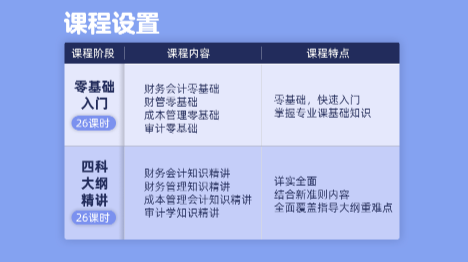 课程设置
课程阶段 课程内容 课程特点
零基础
入门
26课时
财务会计零基础
财管零基础
成本管理零基础
审计零基础
零基础，快速入门
掌握专业课基础知识
四科
大纲
精讲
26课时
财务会计知识精讲
财务管理知识精讲
成本管理会计知识精讲
审计学知识精讲
详实全面
结合新准则内容
全面覆盖指导大纲重难点